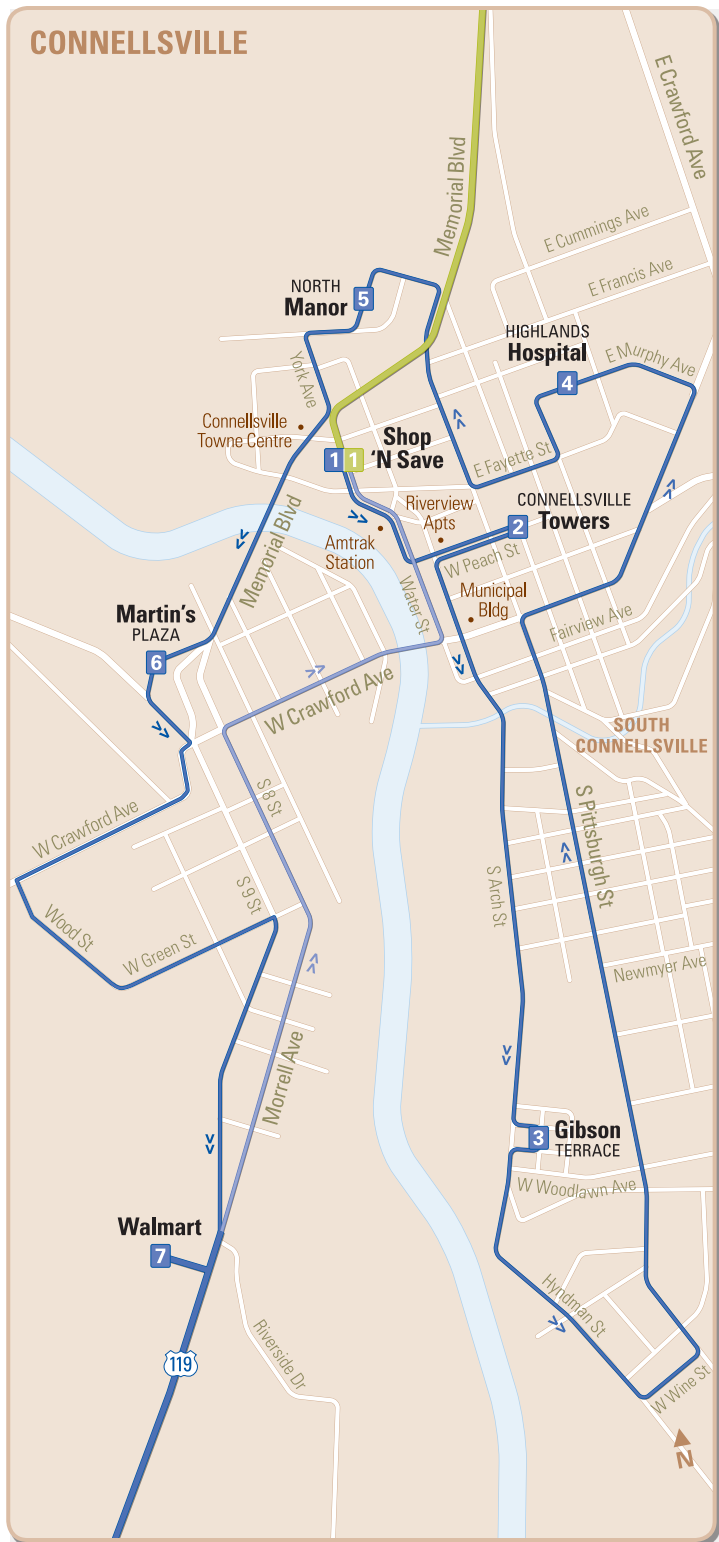 CONNELLSVILLE
E Crawford Ave
Memorial Blvd
E Cummings Ave
E Francis Ave
NORTH
Manor
5
HIGHLANDS
Hospital
4
E Murphy Ave
York Ave
Connellsville
Towne Centre
Shop
'N Save
1
1
E Fayette St
Riverview
Apts
CONNELLSVILLE
Towers
2
Amtrak
Station
Memorial Blvd
W Peach St
Water St
Municipal
Bldg
Fairview Ave
Martin's
PLAZA
6
W Crawford Ave
SOUTH
CONNELLSVILLE
S 8 St
S Pittsburgh St
W Crawford Ave
S 9 St
S Arch St
Wood St
W Green St
Newmyer Ave
Morrell Ave
3
Gibson
TERRACE
W Woodlawn Ave
Walmart
7
Hyndman St
119
Riverside Dr
W Wine St
N